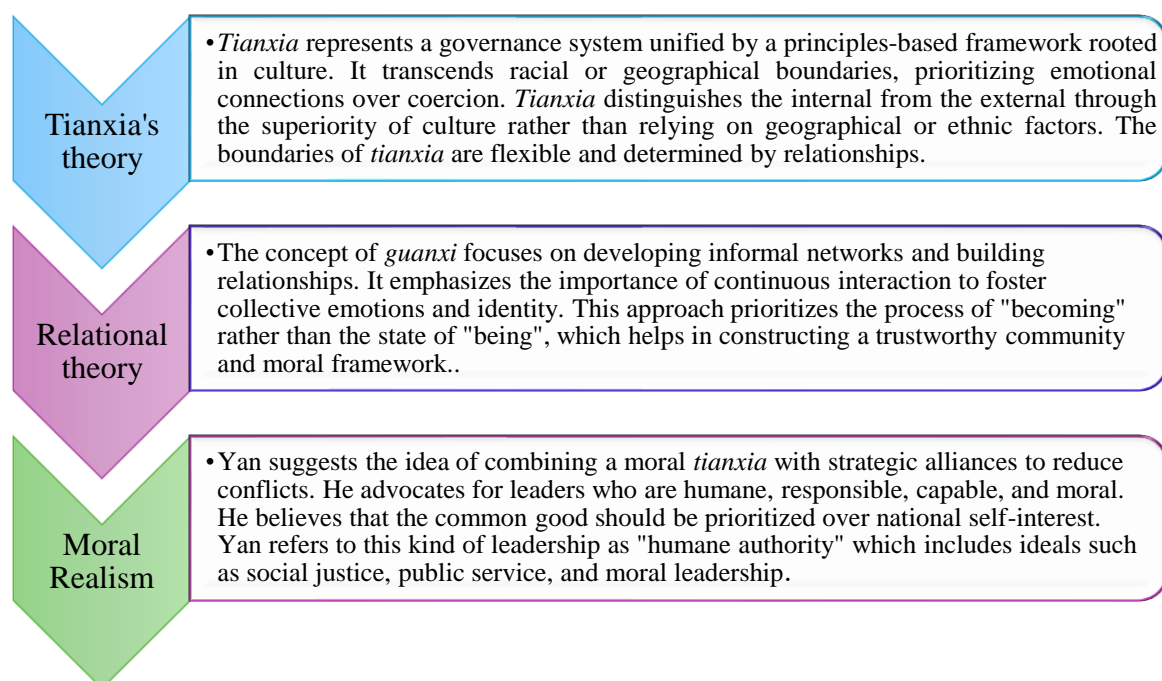 Tianxia's
theory
•Tianxia represents a governance system unified by a principles-based framework rooted
in culture. It transcends racial or geographical boundaries, prioritizing emotional
connections over coercion. Tianxia distinguishes the internal from the external through
the superiority of culture rather than relying on geographical or ethnic factors. The
boundaries of tianxia are flexible and determined by relationships.
Relational
theory
•The concept of guanxi focuses on developing informal networks and building
relationships. It emphasizes the importance of continuous interaction to foster
collective emotions and identity. This approach prioritizes the process of "becoming"
rather than the state of "being", which helps in constructing a trustworthy community
and moral framework..
Moral
Realism
•Yan suggests the idea of combining a moral tianxia with strategic alliances to reduce
conflicts. He advocates for leaders who are humane, responsible, capable, and moral.
He believes that the common good should be prioritized over national self-interest.
Yan refers to this kind of leadership as "humane authority" which includes ideals such
as social justice, public service, and moral leadership.